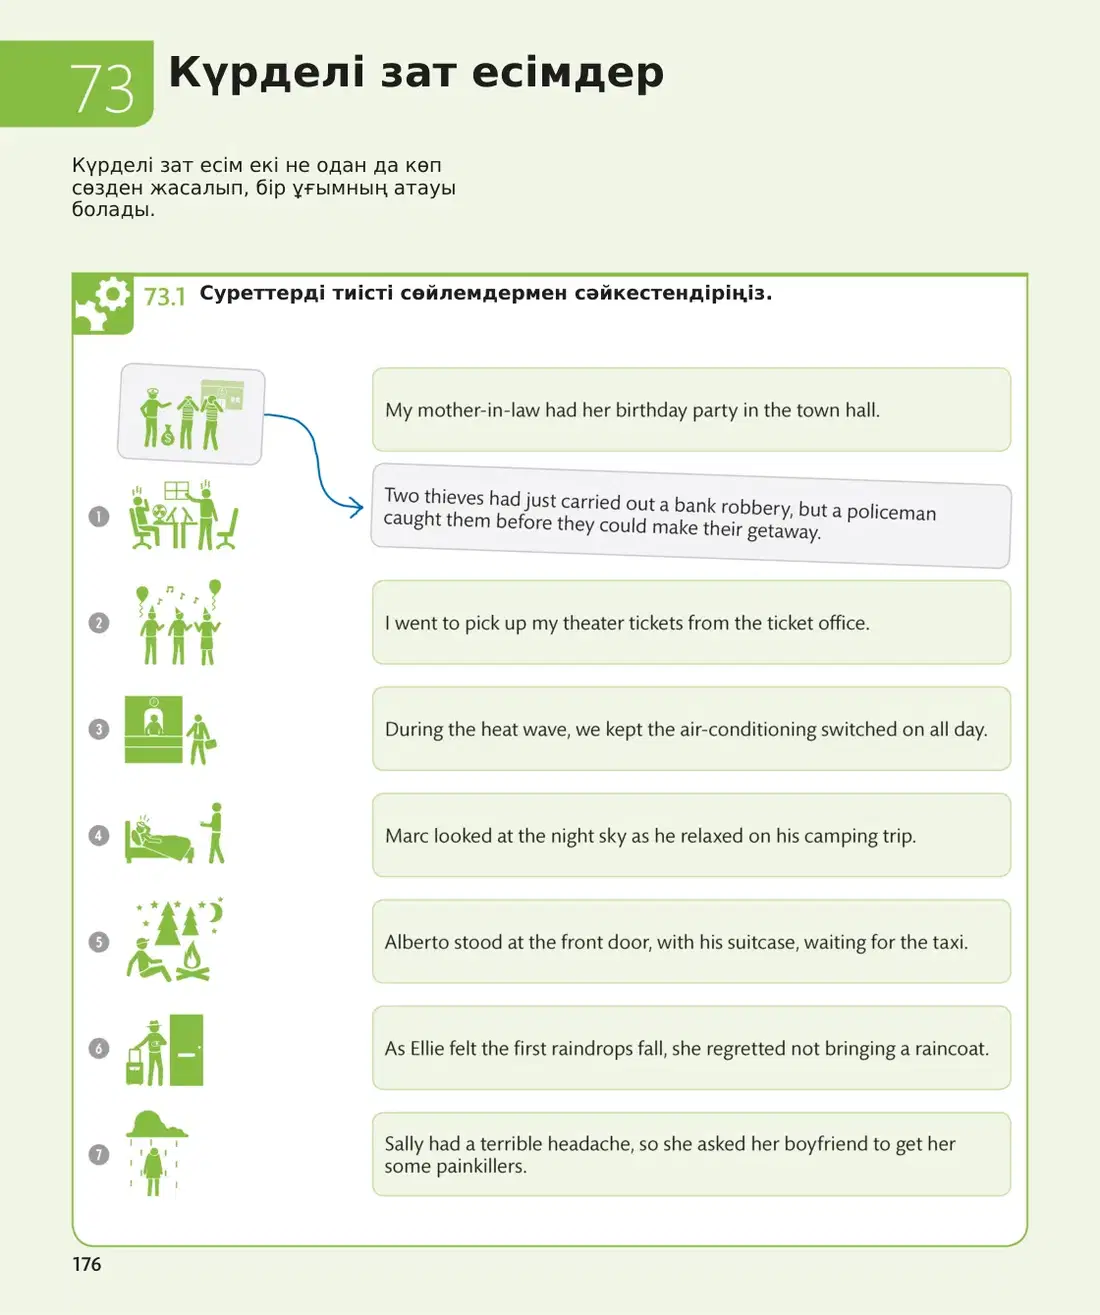 73
Күрделі зат есімдер
Күрделі зат есім екі не одан да көп
сөзден жасалып, бір ұғымның атауы
болады.
73.1 Суреттерді тиісті сөйлемдермен сәйкестендіріңіз.
My mother-in-law had her birthday party in the town hall.
Two thieves had just carried out a bank robbery, but a policeman
caught them before they could make their getaway.
1
2
I went to pick up my theater tickets from the ticket office.
3
During the heat wave, we kept the air-conditioning switched on all day.
4
Marc looked at the night sky as he relaxed on his camping trip.
5
Alberto stood at the front door, with his suitcase, waiting for the taxi.
6
As Ellie felt the first raindrops fall, she regretted not bringing a raincoat.
7
Sally had a terrible headache, so she asked her boyfriend to get her
some painkillers.
176